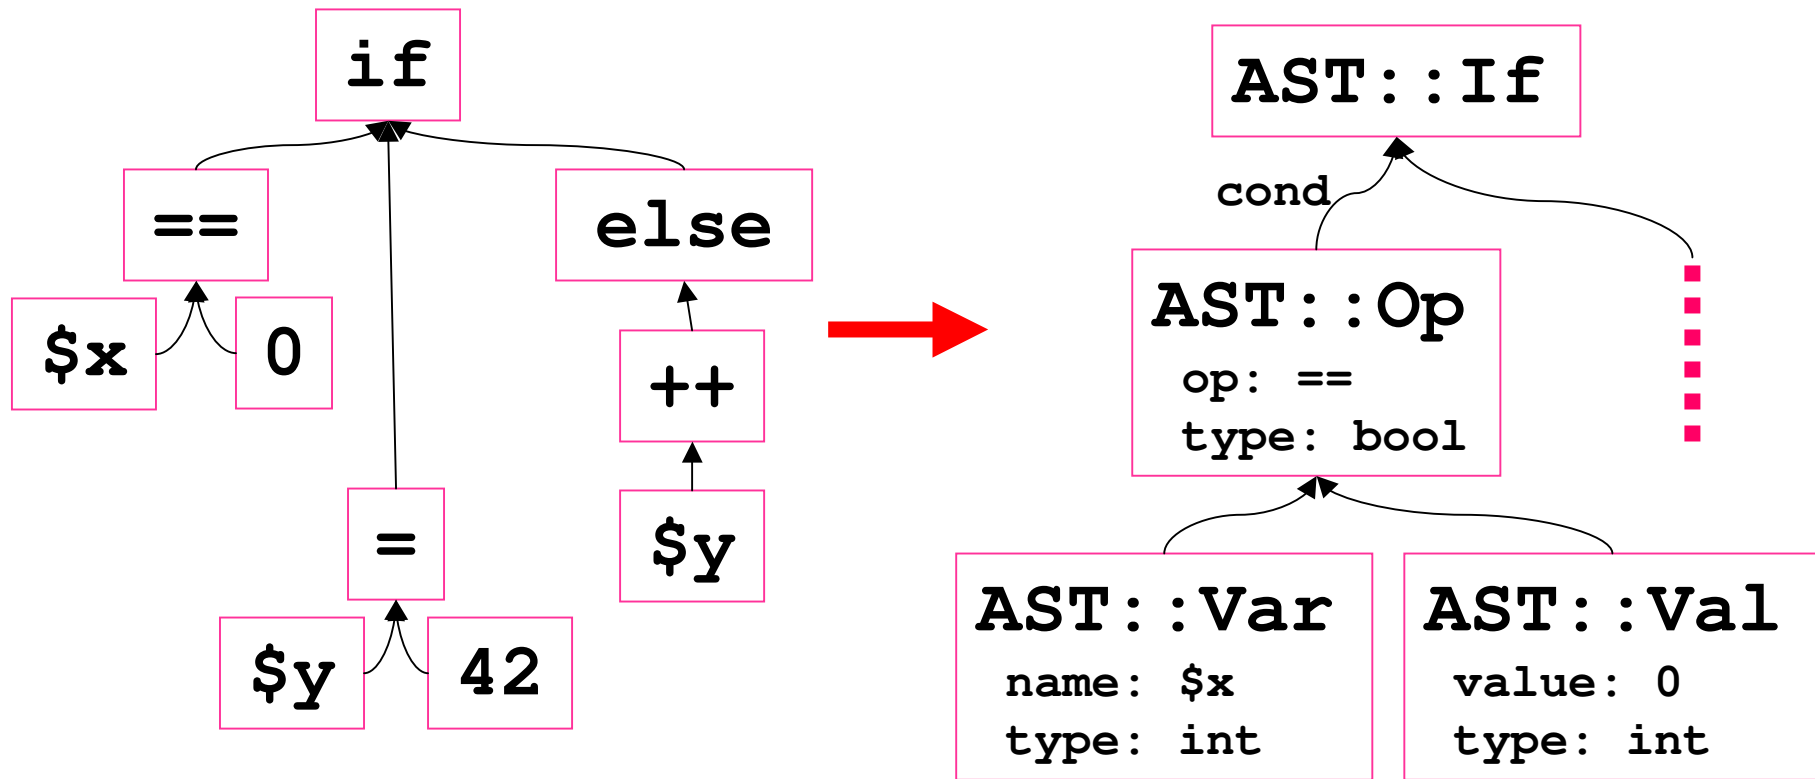 if
==
else
$x
0
++
=
$y
$y
42
AST::If
cond
AST::Op
op: ==
type: bool
AST::Var
name: $x
type: int
AST::Val
value: 0
type: int